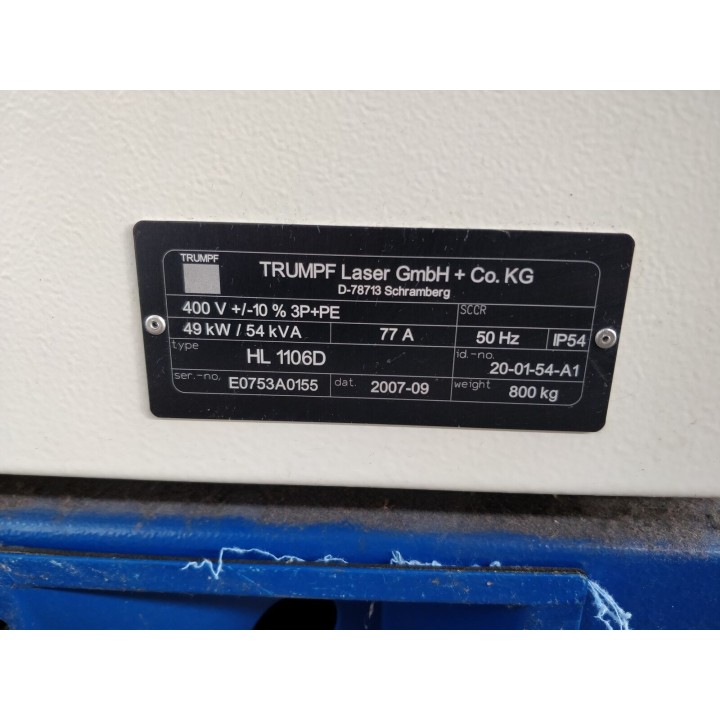 TRUMPF
TRUMPF Laser GmbH + Co. KG
D-78713 Schramberg
400 V +/-10 % 3P+PE SCCR
49 kW / 54 kVA 77 A 50 Hz IP54
type HL 1106D id.-no. 20-01-54-A1
ser.-no. E0753A0155 dat. 2007-09 weight 800 kg